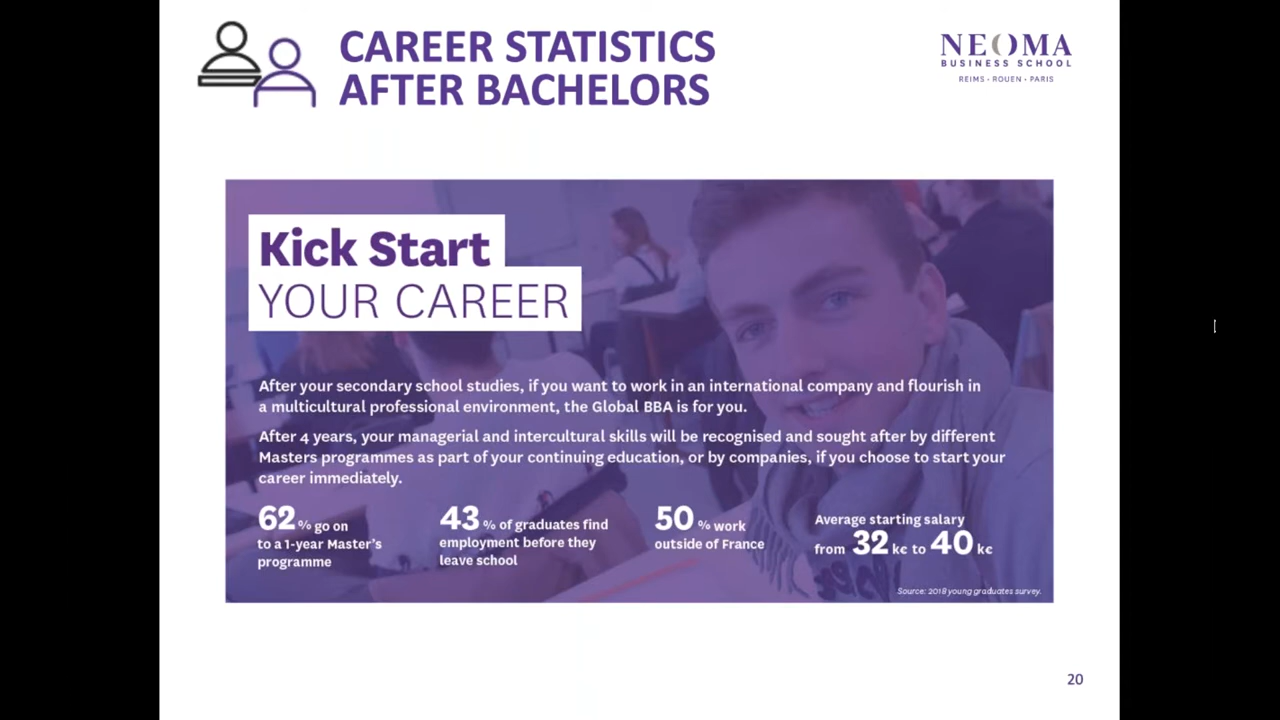 CAREER STATISTICS
AFTER BACHELORS
NEOMA
BUSINESS SCHOOL
REIMS • ROUEN • PARIS
Kick Start
YOUR CAREER
After your secondary school studies, if you want to work in an international company and flourish in
a multicultural professional environment, the Global BBA is for you.
After 4 years, your managerial and intercultural skills will be recognised and sought after by different
Masters programmes as part of your continuing education, or by companies, if you choose to start your
career immediately.
62 % go on
to a 1-year Master's
programme
43 % of graduates find
employment before they
leave school
50 % work
outside of France
Average starting salary
from 32 k€ to 40 k€
Source: 2018 young graduates survey.
20